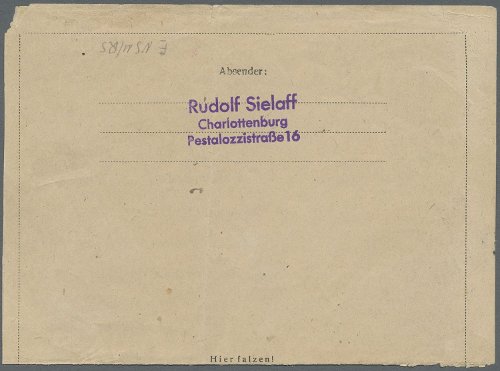 Absender:
Rudolf Sielaff
Charlottenburg
Pestalozzistraße 16
Hier falzen!